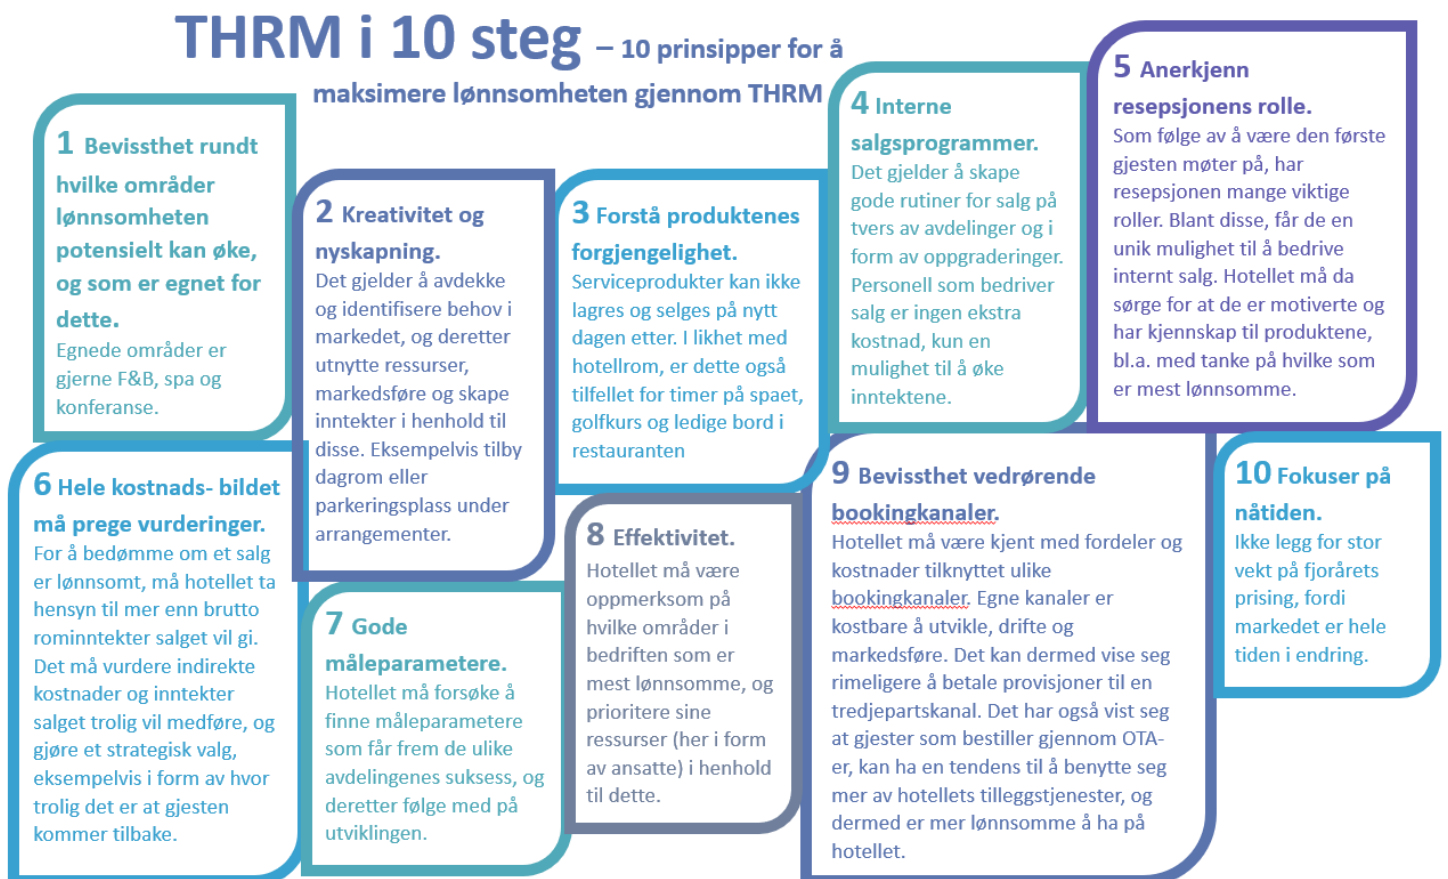 THRM i 10 steg – 10 prinsipper for å
maksimere lønnsomheten gjennom THRM
1 Bevissthet rundt
hvilke områder
lønnsomheten
potensielt kan øke,
og som er egnet for
dette.
Egnede områder er
gjerne F&B, spa og
konferanse.
2 Kreativitet og
nyskapning.
Det gjelder å avdekke
og identifisere behov i
markedet, og deretter
utnytte ressurser,
markedsføre og skape
inntekter i henhold til
disse. Eksempelvis tilby
dagrom eller
parkeringsplass under
arrangementer.
3 Forstå produktenes
forgjengelighet.
Serviceprodukter kan ikke
lagres og selges på nytt
dagen etter. I likhet med
hotellrom, er dette også
tilfellet for timer på spaet,
golfkurs og ledige bord i
restauranten
4 Interne
salgsprogrammer.
Det gjelder å skape
gode rutiner for salg på
tvers av avdelinger og i
form av oppgraderinger.
Personell som bedriver
salg er ingen ekstra
kostnad, kun en
mulighet til å øke
inntektene.
5 Anerkjenn
resepsjonens rolle.
Som følge av å være den første
gjesten møter på, har
resepsjonen mange viktige
roller. Blant disse, får de en
unik mulighet til å bedrive
internt salg. Hotellet må da
sørge for at de er motiverte og
har kjennskap til produktene,
bl.a. med tanke på hvilke som
er mest lønnsomme.
6 Hele kostnads- bildet
må prege vurderinger.
For å bedømme om et salg
er lønnsomt, må hotellet ta
hensyn til mer enn brutto
rominntekter salget vil gi.
Det må vurdere indirekte
kostnader og inntekter
salget trolig vil medføre, og
gjøre et strategisk valg,
eksempelvis i form av hvor
trolig det er at gjesten
kommer tilbake.
7 Gode
måleparametere.
Hotellet må forsøke å
finne måleparametere
som får frem de ulike
avdelingenes suksess, og
deretter følge med på
utviklingen.
8 Effektivitet.
Hotellet må være
oppmerksom på
hvilke områder i
bedriften som er
mest lønnsomme, og
prioritere sine
ressurser (her i form
av ansatte) i henhold
til dette.
9 Bevissthet vedrørende
bookingkanaler.
Hotellet må være kjent med fordeler og
kostnader tilknyttet ulike
bookingkanaler. Egne kanaler er
kostbare å utvikle, drifte og
markedsføre. Det kan dermed vise seg
rimeligere å betale provisjoner til en
tredjepartskanal. Det har også vist seg
at gjester som bestiller gjennom OTA-
er, kan ha en tendens til å benytte seg
mer av hotellets tilleggstjenester, og
dermed er mer lønnsomme å ha på
hotellet.
10 Fokuser på
nåtiden.
Ikke legg for stor
vekt på fjorårets
prising, fordi
markedet er hele
tiden i endring.